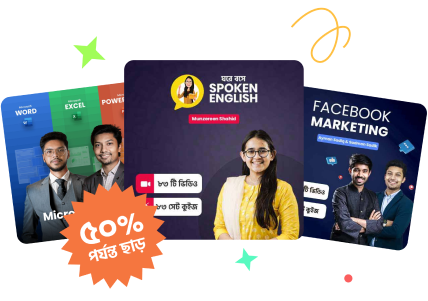 Microsoft
WORD
Microsoft
EXCEL
Microsoft
POWER
Micro
৫০%
পর্যন্ত ছাড়
ঘরে বসে
SPOKEN
ENGLISH
Munzereen Shahid
৮৩ টি ভিডিও
৮৩ সেট কুইজ
FACEBOOK
MARKETING
টি ভিডিও
কুইজ